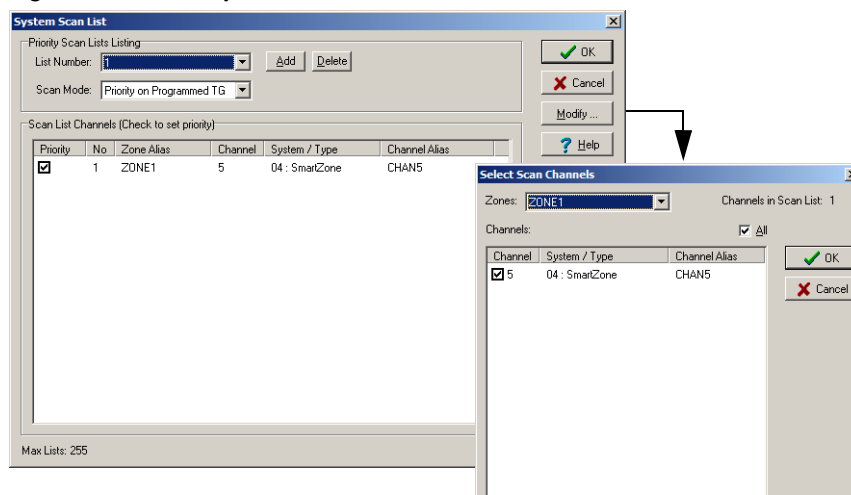 System Scan List
Priority Scan Lists Listing
List Number: 1
Add Delete
Scan Mode: Priority on Programmed TG
OK
Cancel
Modify ...
Help
Scan List Channels (Check to set priority)
Priority No Zone Alias Channel System / Type Channel Alias
1 ZONE1 5 04 : SmartZone CHAN5
Max Lists: 255
Select Scan Channels
Zones: ZONE1
Channels in Scan List: 1
Channels:
All
Channel System / Type Channel Alias
5 04 : SmartZone CHAN5
OK
Cancel